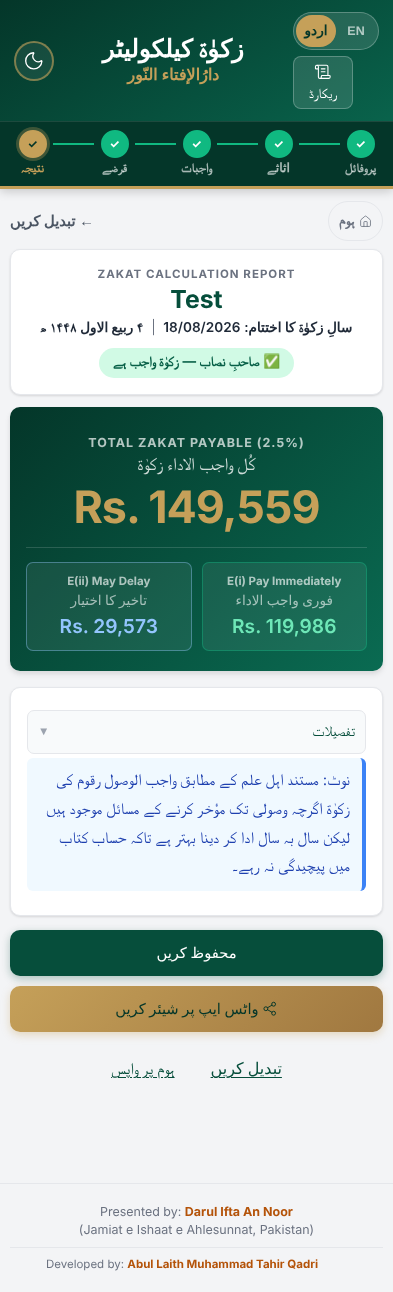 زکوٰۃ کیلکولیٹر
دارُالإفتاء النّور
اردو EN
ریکارڈ
پروفائل
اثاثے
واجبات
قرضے
نتیجہ
ہوم
← تبدیل کریں
ZAKAT CALCULATION REPORT
Test
سالِ زکوٰۃ کا اختتام: 18/08/2026 | ۴ ربیع الاول ۱۴۴۸ ھ
✅ صاحبِ نصاب — زکوٰۃ واجب ہے
TOTAL ZAKAT PAYABLE (2.5%)
کُل واجب الاداء زکوٰۃ
Rs. 149,559
E(i) Pay Immediately
فوری واجب الاداء
Rs. 119,986
E(ii) May Delay
تاخیر کا اختیار
Rs. 29,573
تفصیلات ▼
نوٹ: مستند اہل علم کے مطابق واجب الوصول رقوم کی
زکوٰۃ اگرچہ وصولی تک مؤخر کرنے کے مسائل موجود ہیں
لیکن سال بہ سال ادا کر دینا بہتر ہے تاکہ حساب کتاب
میں پیچیدگی نہ رہے۔
محفوظ کریں
واٹس ایپ پر شیئر کریں
تبدیل کریں
ہوم پر واپس
Presented by: Darul Ifta An Noor
(Jamiat e Ishaat e Ahlesunnat, Pakistan)
Developed by: Abul Laith Muhammad Tahir Qadri